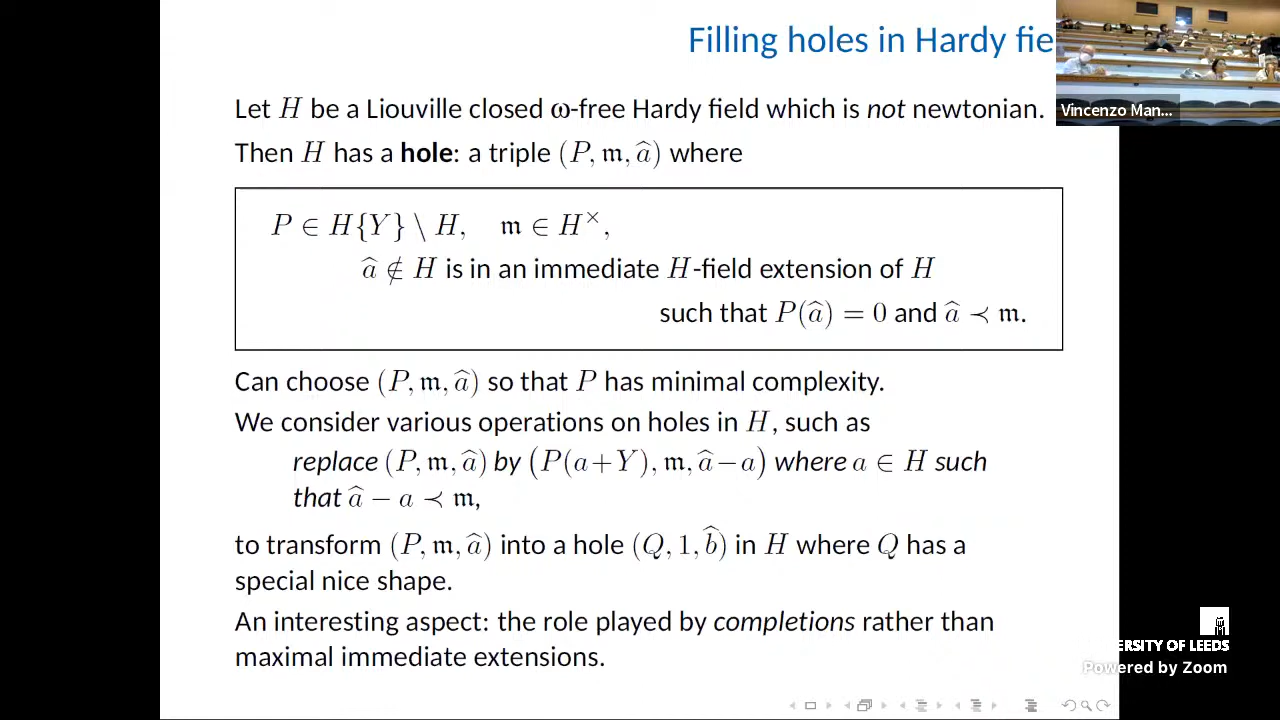 Filling holes in Hardy fie
Vincenzo Man...
Let H be a Liouville closed ω-free Hardy field which is not newtonian.
Then H has a hole: a triple (P, 𝔪, â) where
P ∈ H{Y} \ H, 𝔪 ∈ H^×,
â ∉ H is in an immediate H-field extension of H
such that P(â) = 0 and â ≺ 𝔪.
Can choose (P, 𝔪, â) so that P has minimal complexity.
We consider various operations on holes in H, such as
replace (P, 𝔪, â) by (P(a+Y), 𝔪, â−a) where a ∈ H such
that â − a ≺ 𝔪,
to transform (P, 𝔪, â) into a hole (Q, 1, b̂) in H where Q has a
special nice shape.
An interesting aspect: the role played by completions rather than
maximal immediate extensions.
ERSITY OF LEEDS
Powered by Zoom